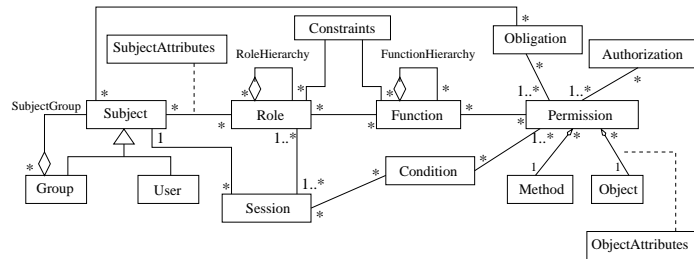 Constraints
SubjectAttributes
RoleHierarchy
FunctionHierarchy
Obligation
Authorization
*
*
*
*
*
*
1..*
1..*
*
SubjectGroup
*
*
*
*
*
*
Subject
Role
Function
Permission
*
*
*
*
1
1..*
1..*
*
*
*
Condition
*
1
1
Group
User
*
1..*
*
Method
Object
Session
*
ObjectAttributes